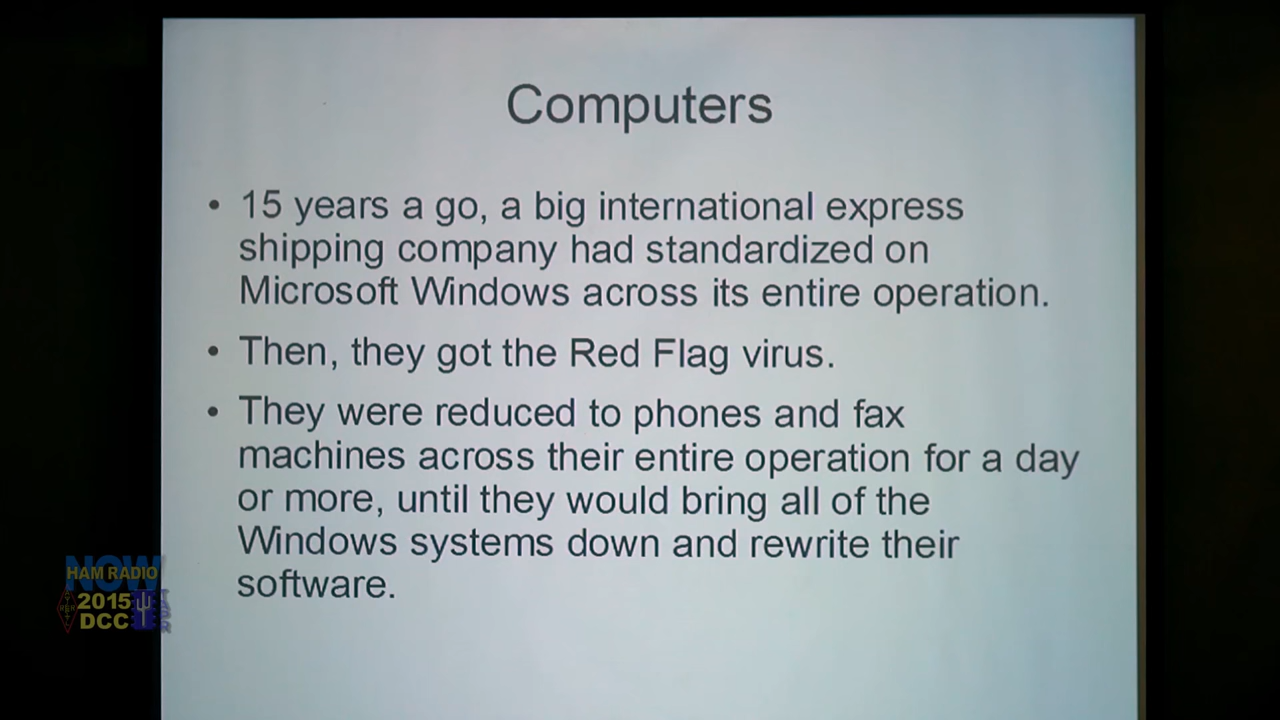 Computers
• 15 years a go, a big international express
shipping company had standardized on
Microsoft Windows across its entire operation.
• Then, they got the Red Flag virus.
• They were reduced to phones and fax
machines across their entire operation for a day
or more, until they would bring all of the
Windows systems down and rewrite their
software.
NOW
HAM RADIO
2015
DCC
TAPR